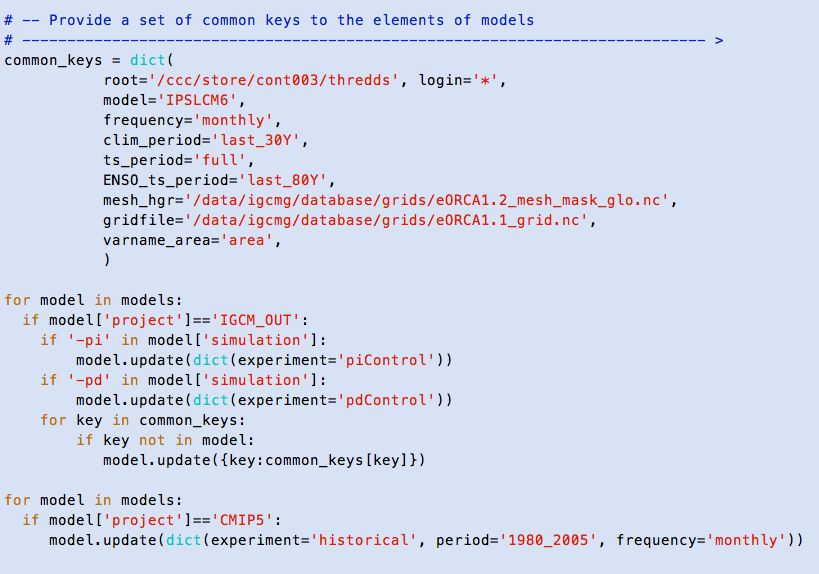 # -- Provide a set of common keys to the elements of models
# ---------------------------------------------------------------------------- >
common_keys = dict(
           root='/ccc/store/cont003/thredds', login='*',
           model='IPSLCM6',
           frequency='monthly',
           clim_period='last_30Y',
           ts_period='full',
           ENSO_ts_period='last_80Y',
           mesh_hgr='/data/igcmg/database/grids/eORCA1.2_mesh_mask_glo.nc',
           gridfile='/data/igcmg/database/grids/eORCA1.1_grid.nc',
           varname_area='area',
           )

for model in models:
  if model['project']=='IGCM_OUT':
    if '-pi' in model['simulation']:
        model.update(dict(experiment='piControl'))
    if '-pd' in model['simulation']:
        model.update(dict(experiment='pdControl'))
    for key in common_keys:
        if key not in model:
           model.update({key:common_keys[key]})

for model in models:
  if model['project']=='CMIP5':
     model.update(dict(experiment='historical', period='1980_2005', frequency='monthly'))